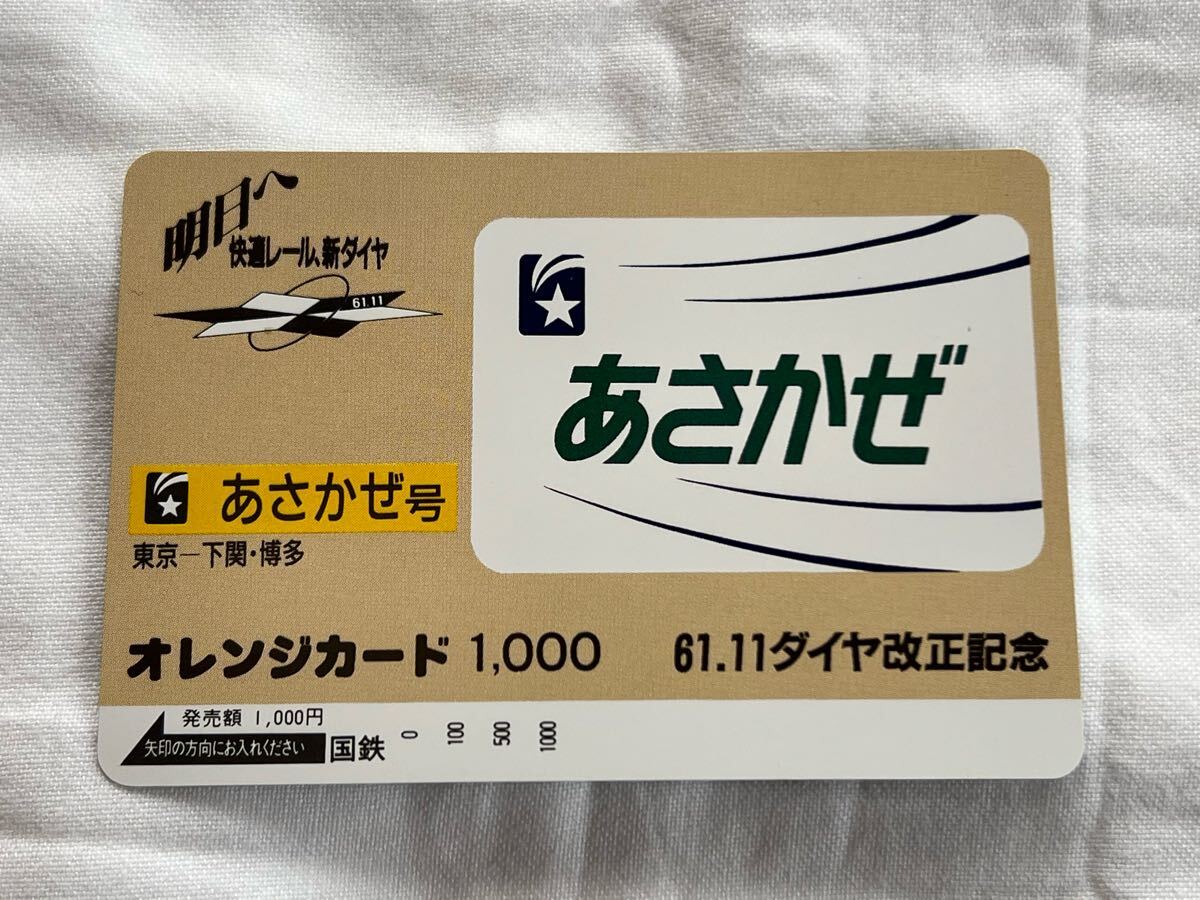 明日へ
快適レール、新ダイヤ
61.11
あさかぜ
あさかぜ号
東京―下関・博多
オレンジカード 1,000
61.11ダイヤ改正記念
発売額 1,000円
矢印の方向にお入れください
国鉄
0 100 500 1000